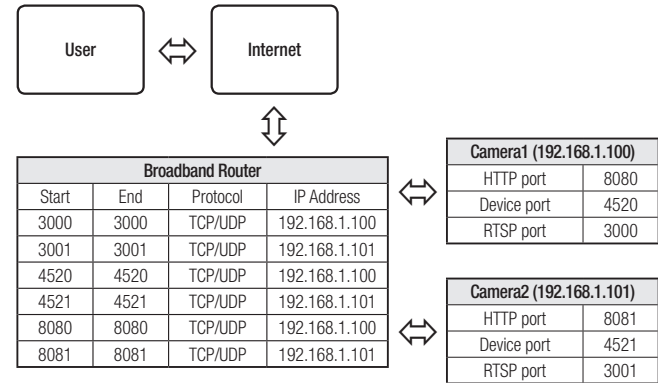 User
Internet
Broadband Router
Start End Protocol IP Address
3000 3000 TCP/UDP 192.168.1.100
3001 3001 TCP/UDP 192.168.1.101
4520 4520 TCP/UDP 192.168.1.100
4521 4521 TCP/UDP 192.168.1.101
8080 8080 TCP/UDP 192.168.1.100
8081 8081 TCP/UDP 192.168.1.101
Camera1 (192.168.1.100)
HTTP port 8080
Device port 4520
RTSP port 3000
Camera2 (192.168.1.101)
HTTP port 8081
Device port 4521
RTSP port 3001